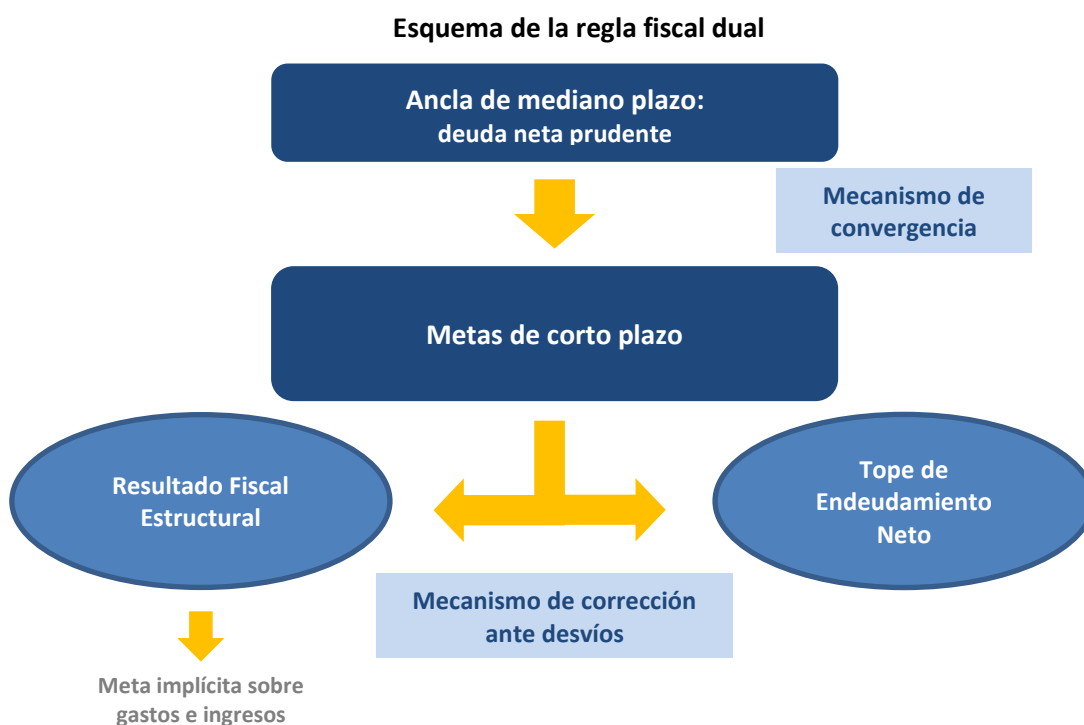 Esquema de la regla fiscal dual
Ancla de mediano plazo:
deuda neta prudente
Mecanismo de
convergencia
Metas de corto plazo
Resultado Fiscal
Estructural
Tope de
Endeudamiento
Neto
Mecanismo de corrección
ante desvíos
Meta implícita sobre
gastos e ingresos